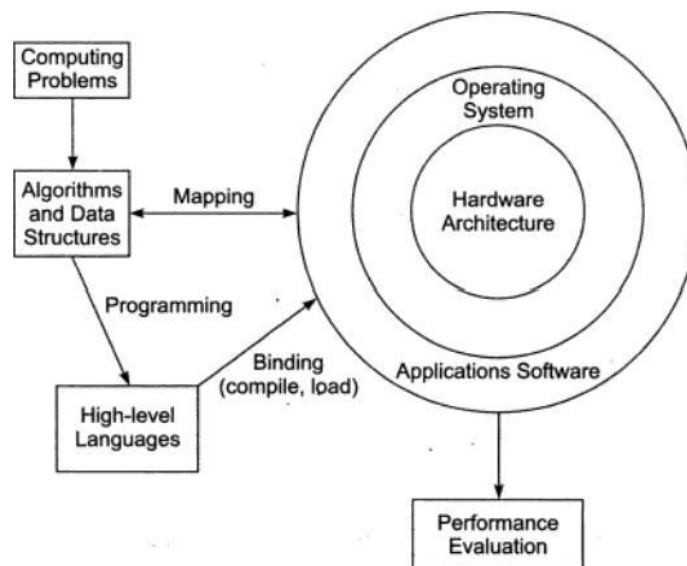 Computing
Problems
Operating
System
Algorithms
and Data
Structures
Mapping
Hardware
Architecture
Programming
Binding
(compile, load)
Applications Software
High-level
Languages
Performance
Evaluation